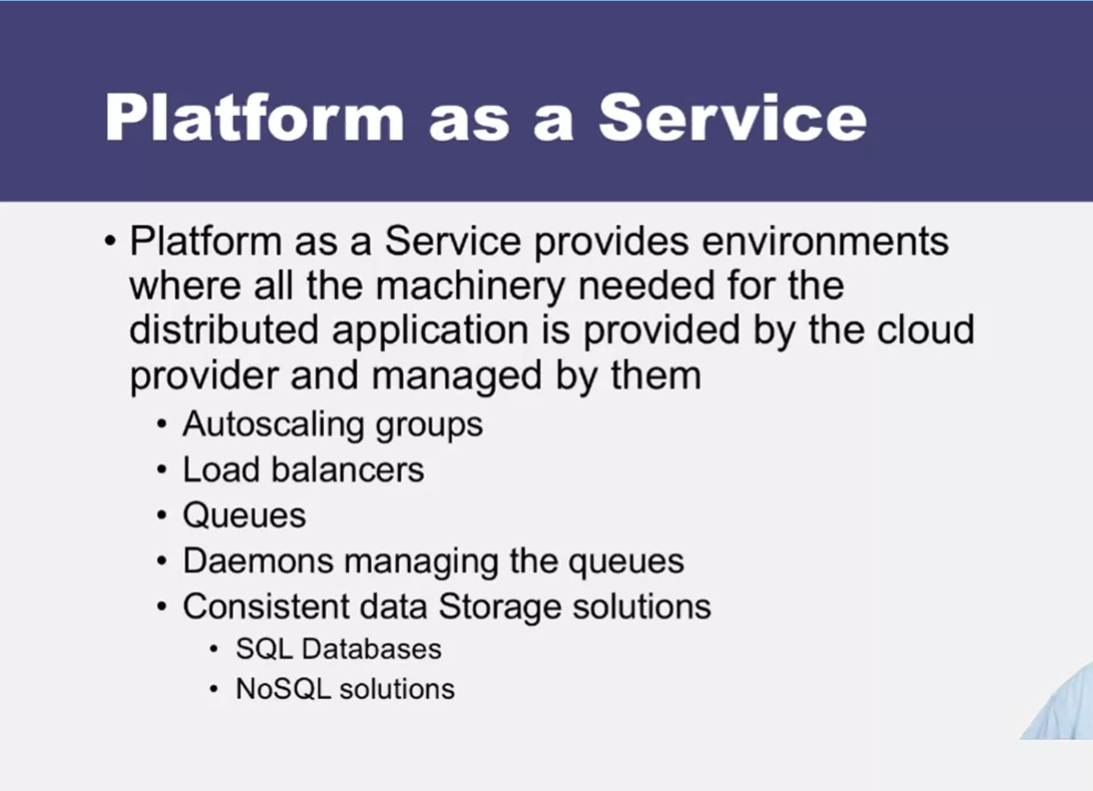 Platform as a Service
• Platform as a Service provides environments
where all the machinery needed for the
distributed application is provided by the cloud
provider and managed by them
• Autoscaling groups
• Load balancers
• Queues
• Daemons managing the queues
• Consistent data Storage solutions
• SQL Databases
• NoSQL solutions